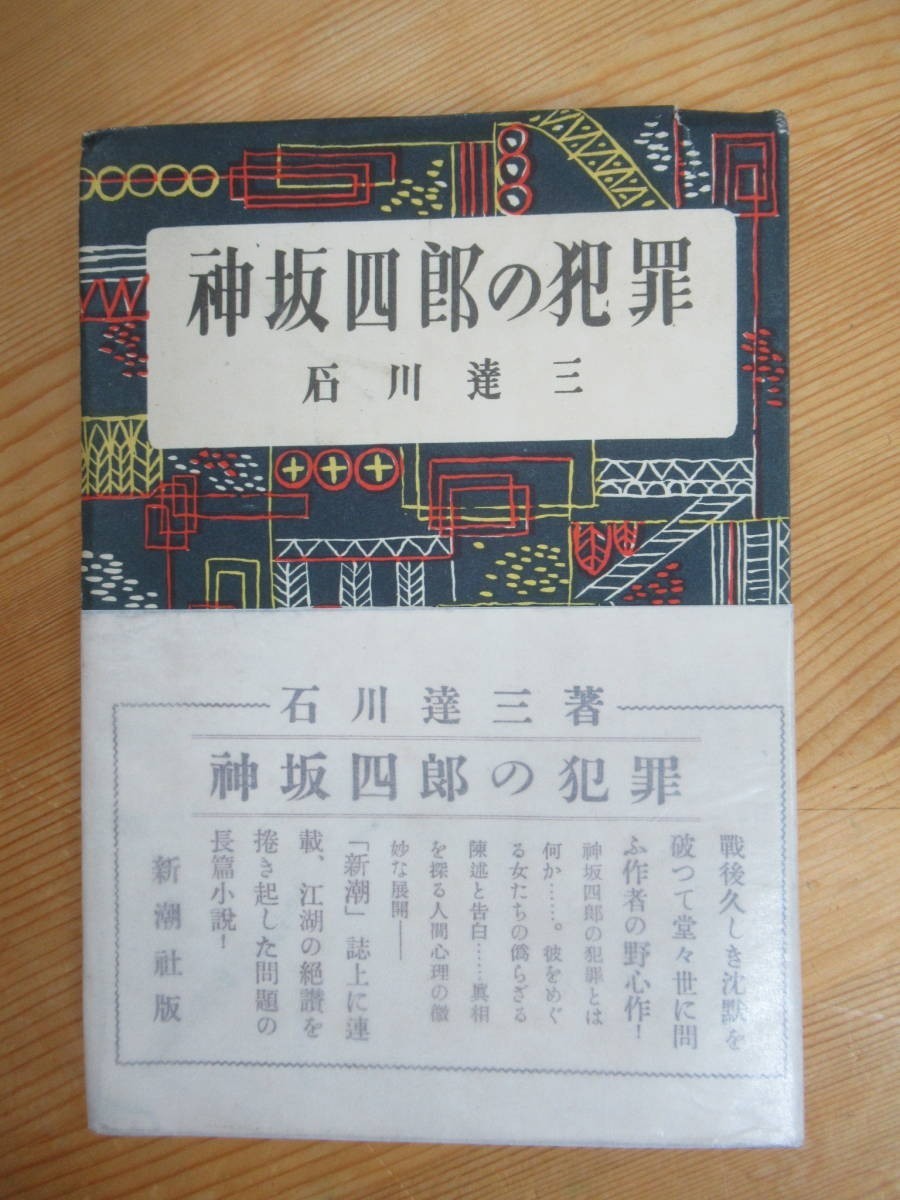 神坂四郎の犯罪
石川達三
石川達三著
神坂四郎の犯罪
戰後久しき沈默を
破つて堂々世に問
ふ作者の野心作！
神坂四郎の犯罪とは
何か……。彼をめぐ
る女たちの僞らざる
陳述と告白……眞相
を探る人間心理の微
妙な展開——
「新潮」誌上に連
載、江湖の絶讃を
捲き起した問題の
長篇小說！
新潮社版